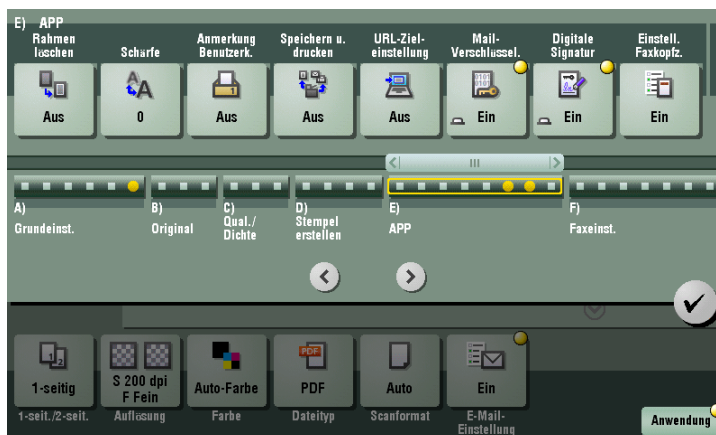 E) APP
Rahmen löschen
Schärfe
Anmerkung Benutzerk.
Speichern u. drucken
URL-Ziel-
einstellung
Mail-
Verschlüssel.
Digitale Signatur
Einstell. Faxkopfz.
Aus
0
Aus
Aus
Aus
Ein
Ein
Ein
A)
Grundeinst.
B)
Original
C)
Qual./
Dichte
D)
Stempel
erstellen
E)
APP
F)
Faxeinst.
1-seitig
S 200 dpi
F Fein
Auto-Farbe
PDF
Auto
Ein
1-seit./2-seit.
Auflösung
Farbe
Dateityp
Scanformat
E-Mail-
Einstellung
Anwendung